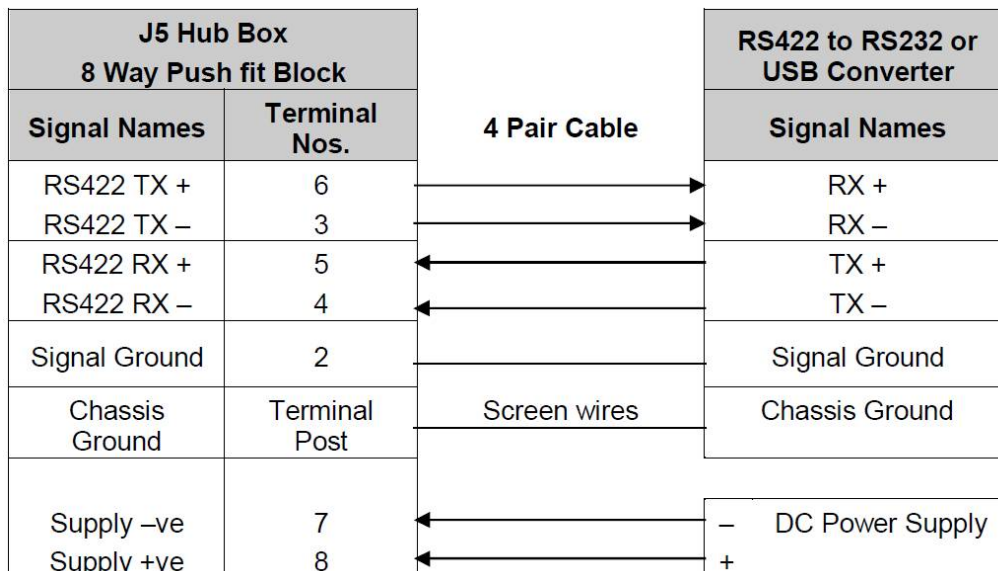 J5 Hub Box
8 Way Push fit Block
RS422 to RS232 or
USB Converter
Signal Names
Terminal
Nos.
4 Pair Cable
Signal Names
RS422 TX + 6 RX +
RS422 TX – 3 RX –
RS422 RX + 5 TX +
RS422 RX – 4 TX –
Signal Ground 2 Signal Ground
Chassis
Ground
Terminal
Post
Screen wires
Chassis Ground
Supply –ve 7 – DC Power Supply
Supply +ve 8 +